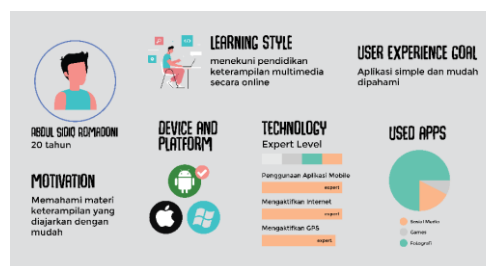 LEARNING STYLE
menekuni pendidikan
keterampilan multimedia
secara online
USER EXPERIENCE GOAL
Aplikasi simple dan mudah
dipahami
ABDUL SIDIQ ROMADONI
20 tahun
MOTIVATION
Memahami materi
keterampilan yang
diajarkan dengan
mudah
DEVICE AND
PLATFORM
TECHNOLOGY
Expert Level
Penggunaan Aplikasi Mobile
expert
Mengaktifkan Internet
expert
Mengaktifkan GPS
expert
USED APPS
Sosial Media
Games
Fotografi